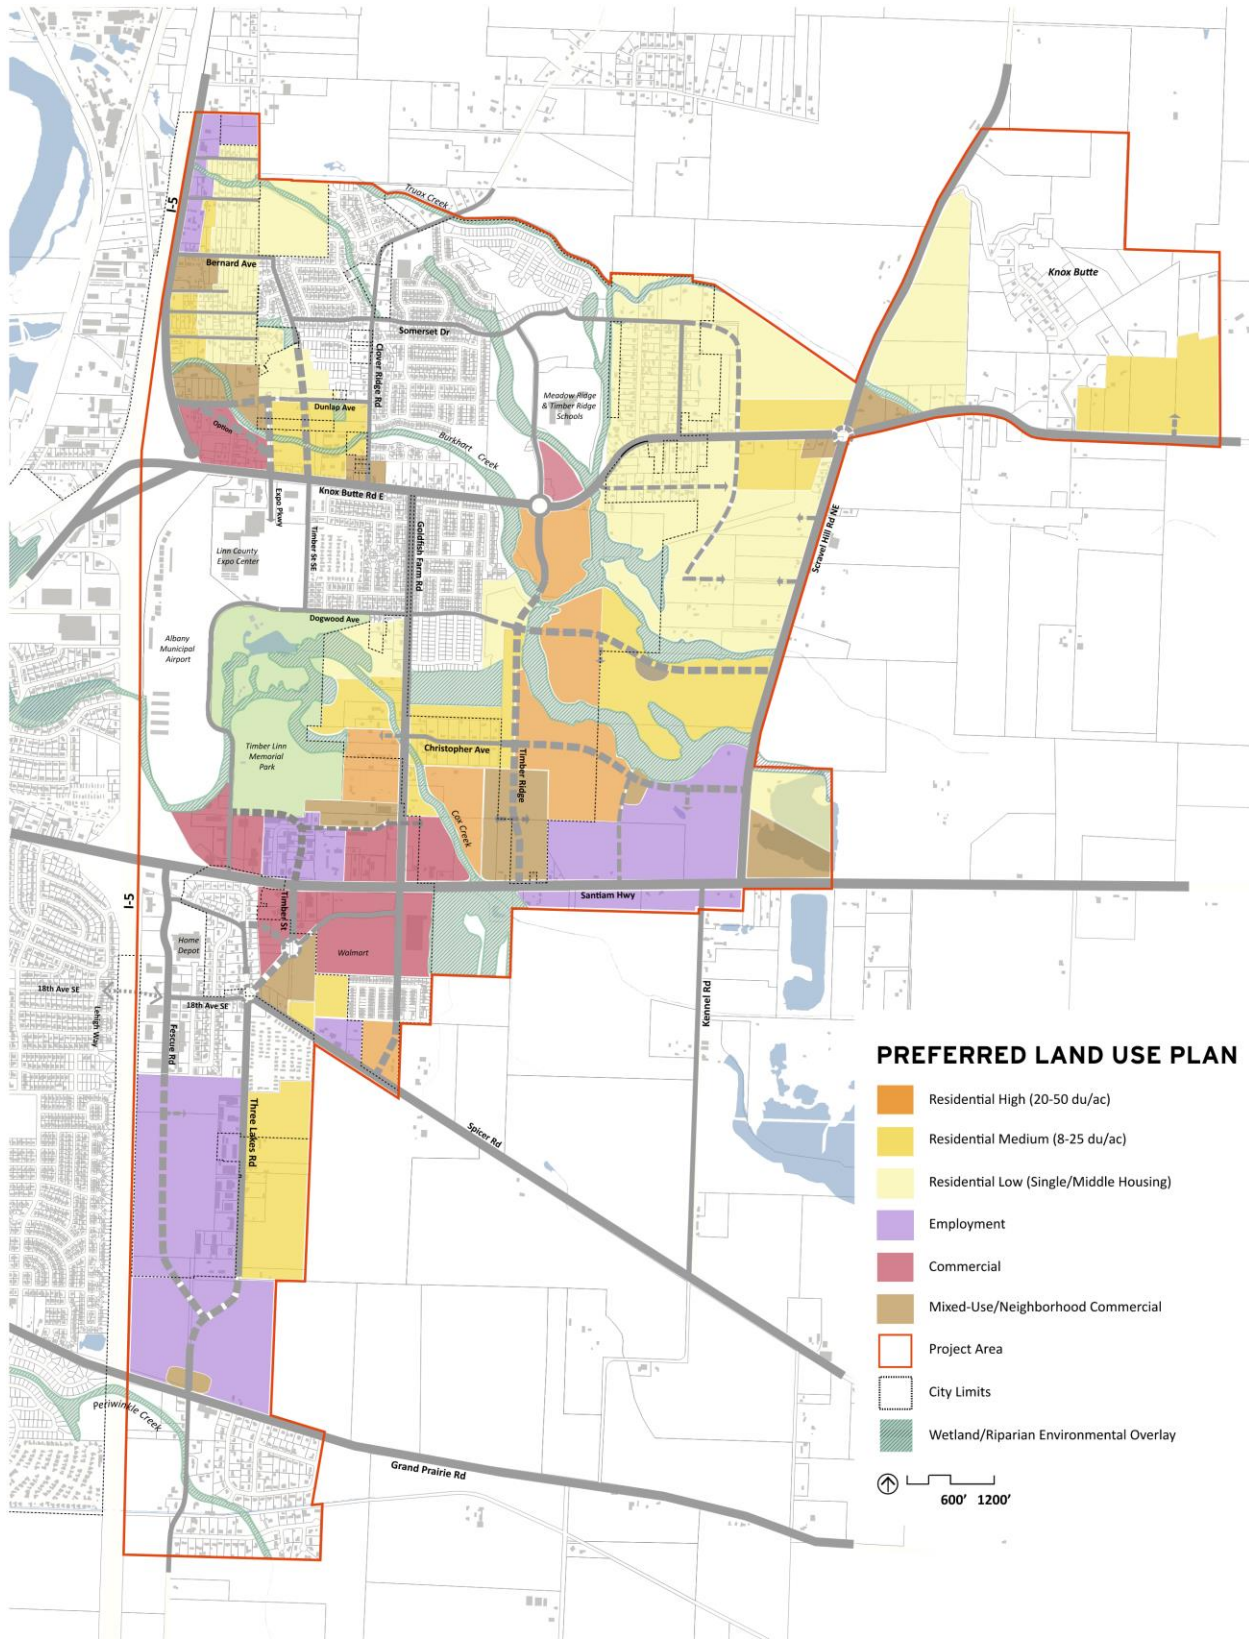 Truax Creek
I-5
Bernard Ave
Knox Butte
Somerset Dr
Clover Ridge Rd
Meadow Ridge
& Timber Ridge
Schools
Dunlap Ave
Option
Burkhart Creek
Knox Butte Rd E
Expo Pkwy
Timber St SE
Goldfish Farm Rd
Scravel Hill Rd NE
Linn County
Expo Center
Dogwood Ave
Albany
Municipal
Airport
Timber Linn
Memorial
Park
Christopher Ave
Timber Ridge
Cox Creek
I-5
Santiam Hwy
Timber St
Home
Depot
Walmart
18th Ave SE
18th Ave SE
Lehigh Way
Fescue Rd
Kennel Rd
Three Lakes Rd
Spicer Rd
Periwinkle Creek
Grand Prairie Rd
PREFERRED LAND USE PLAN
Residential High (20-50 du/ac)
Residential Medium (8-25 du/ac)
Residential Low (Single/Middle Housing)
Employment
Commercial
Mixed-Use/Neighborhood Commercial
Project Area
City Limits
Wetland/Riparian Environmental Overlay
600' 1200'